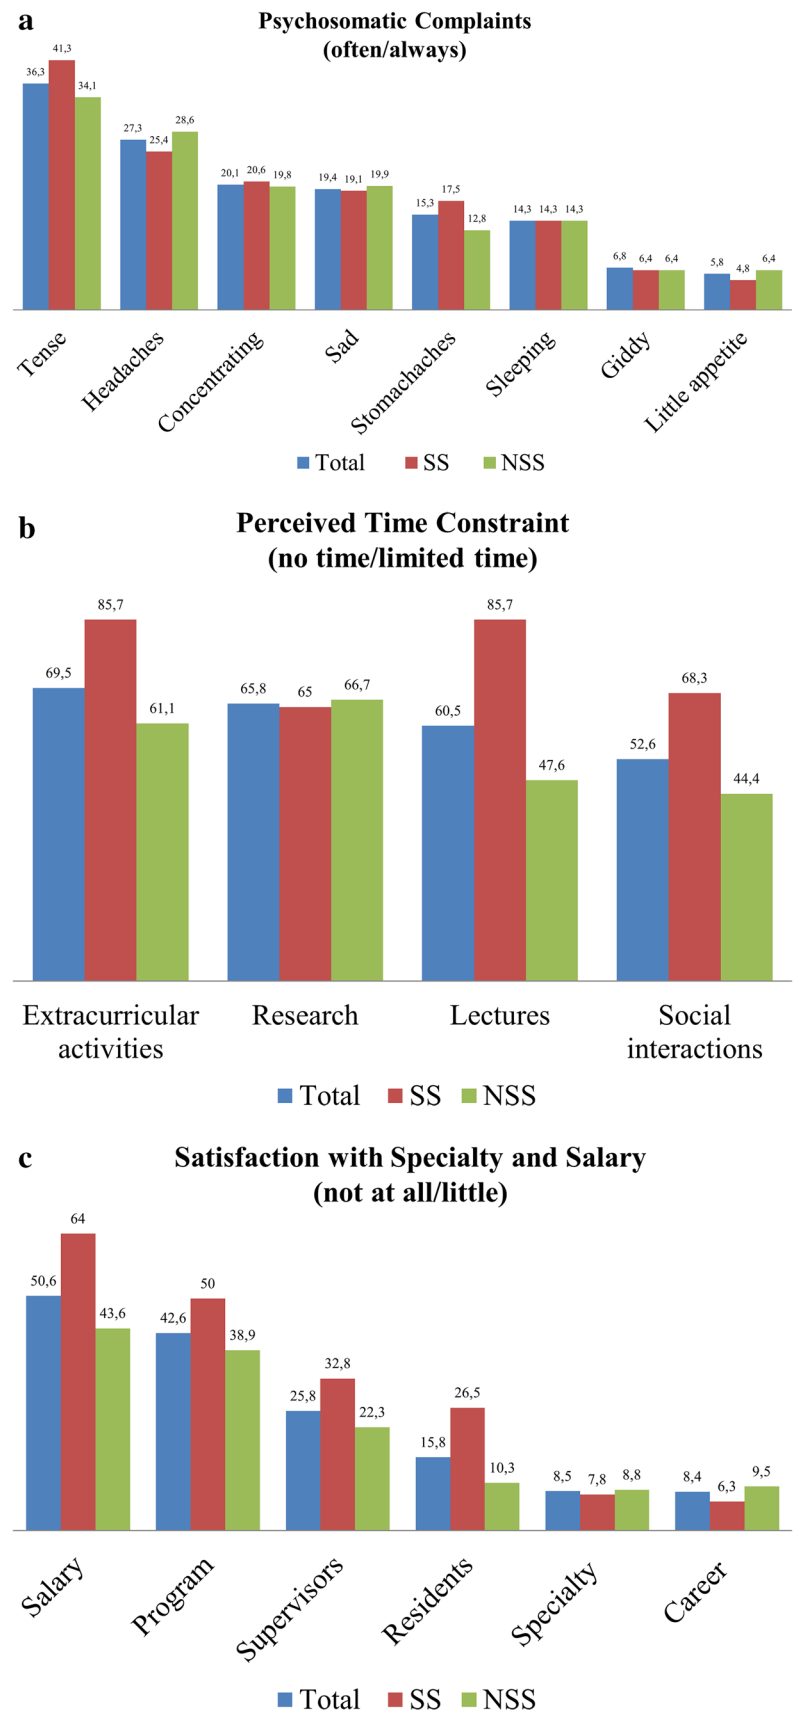 a
Psychosomatic Complaints
(often/always)
36,3 41,3 34,1
27,3 25,4 28,6
20,1 20,6 19,8
19,4 19,1 19,9
15,3 17,5 12,8
14,3 14,3 14,3
6,8 6,4 6,4
5,8 4,8 6,4
Tense
Headaches
Concentrating
Sad
Stomachaches
Sleeping
Giddy
Little appetite
Total SS NSS
b
Perceived Time Constraint
(no time/limited time)
69,5 85,7 61,1
65,8 65 66,7
60,5 85,7 47,6
52,6 68,3 44,4
Extracurricular
activities
Research
Lectures
Social
interactions
Total SS NSS
c
Satisfaction with Specialty and Salary
(not at all/little)
50,6 64 43,6
42,6 50 38,9
25,8 32,8 22,3
15,8 26,5 10,3
8,5 7,8 8,8
8,4 6,3 9,5
Salary
Program
Supervisors
Residents
Specialty
Career
Total SS NSS